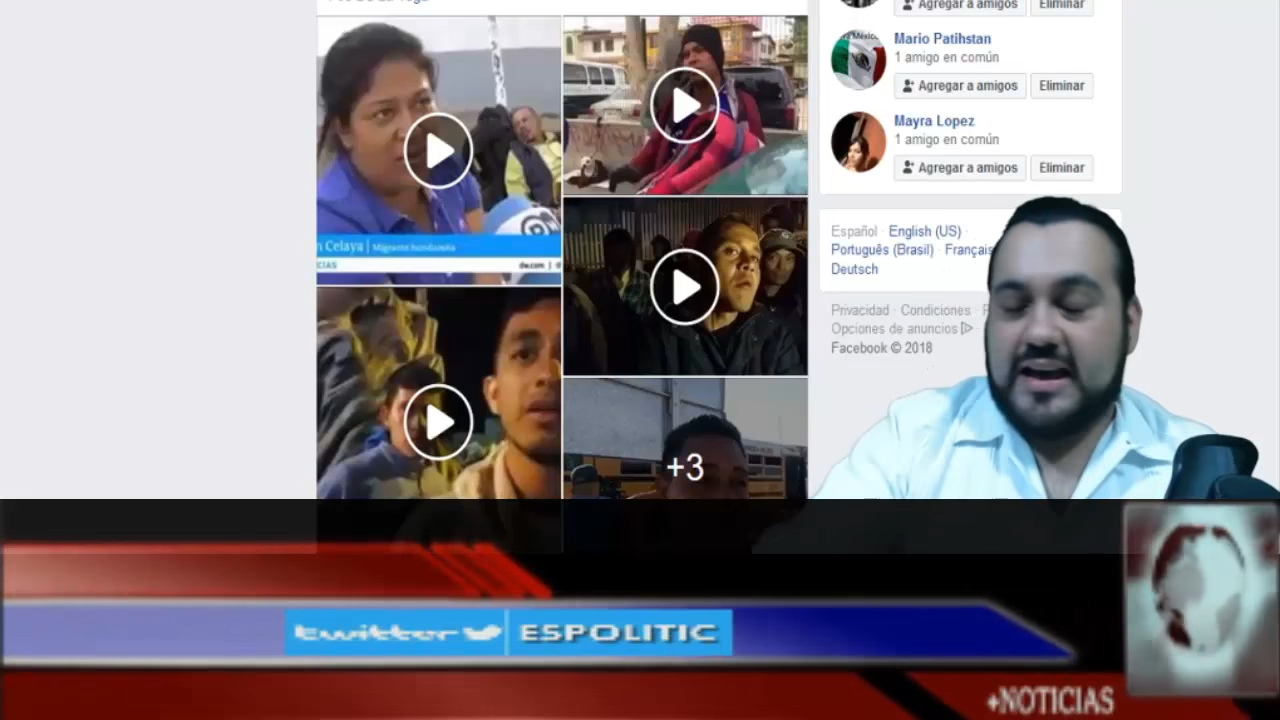 Agregar a amigos
Eliminar
Mario Patihstan
1 amigo en común
Agregar a amigos
Eliminar
Mayra Lopez
1 amigo en común
Agregar a amigos
Eliminar
Español · English (US) ·
Português (Brasil) · Français
Deutsch
Privacidad · Condiciones ·
Opciones de anuncios
Facebook © 2018
Celaya | Migrante hondureña
CIAS
dw.com
+3
twitter
ESPOLITIC
+NOTICIAS